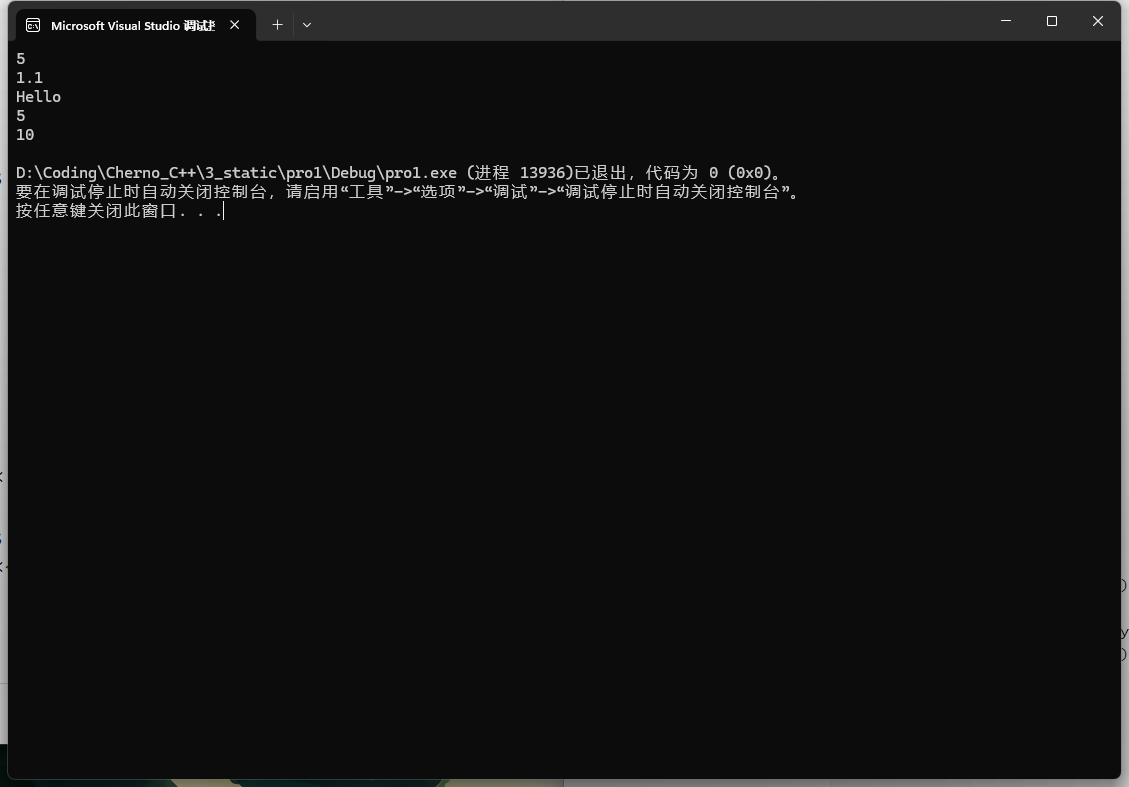 Microsoft Visual Studio 调试
5
1.1
Hello
5
10
D:\Coding\Cherno_C++\3_static\pro1\Debug\pro1.exe (进程 13936)已退出，代码为 0 (0x0)。
要在调试停止时自动关闭控制台，请启用“工具”->“选项”->“调试”->“调试停止时自动关闭控制台”。
按任意键关闭此窗口. . .